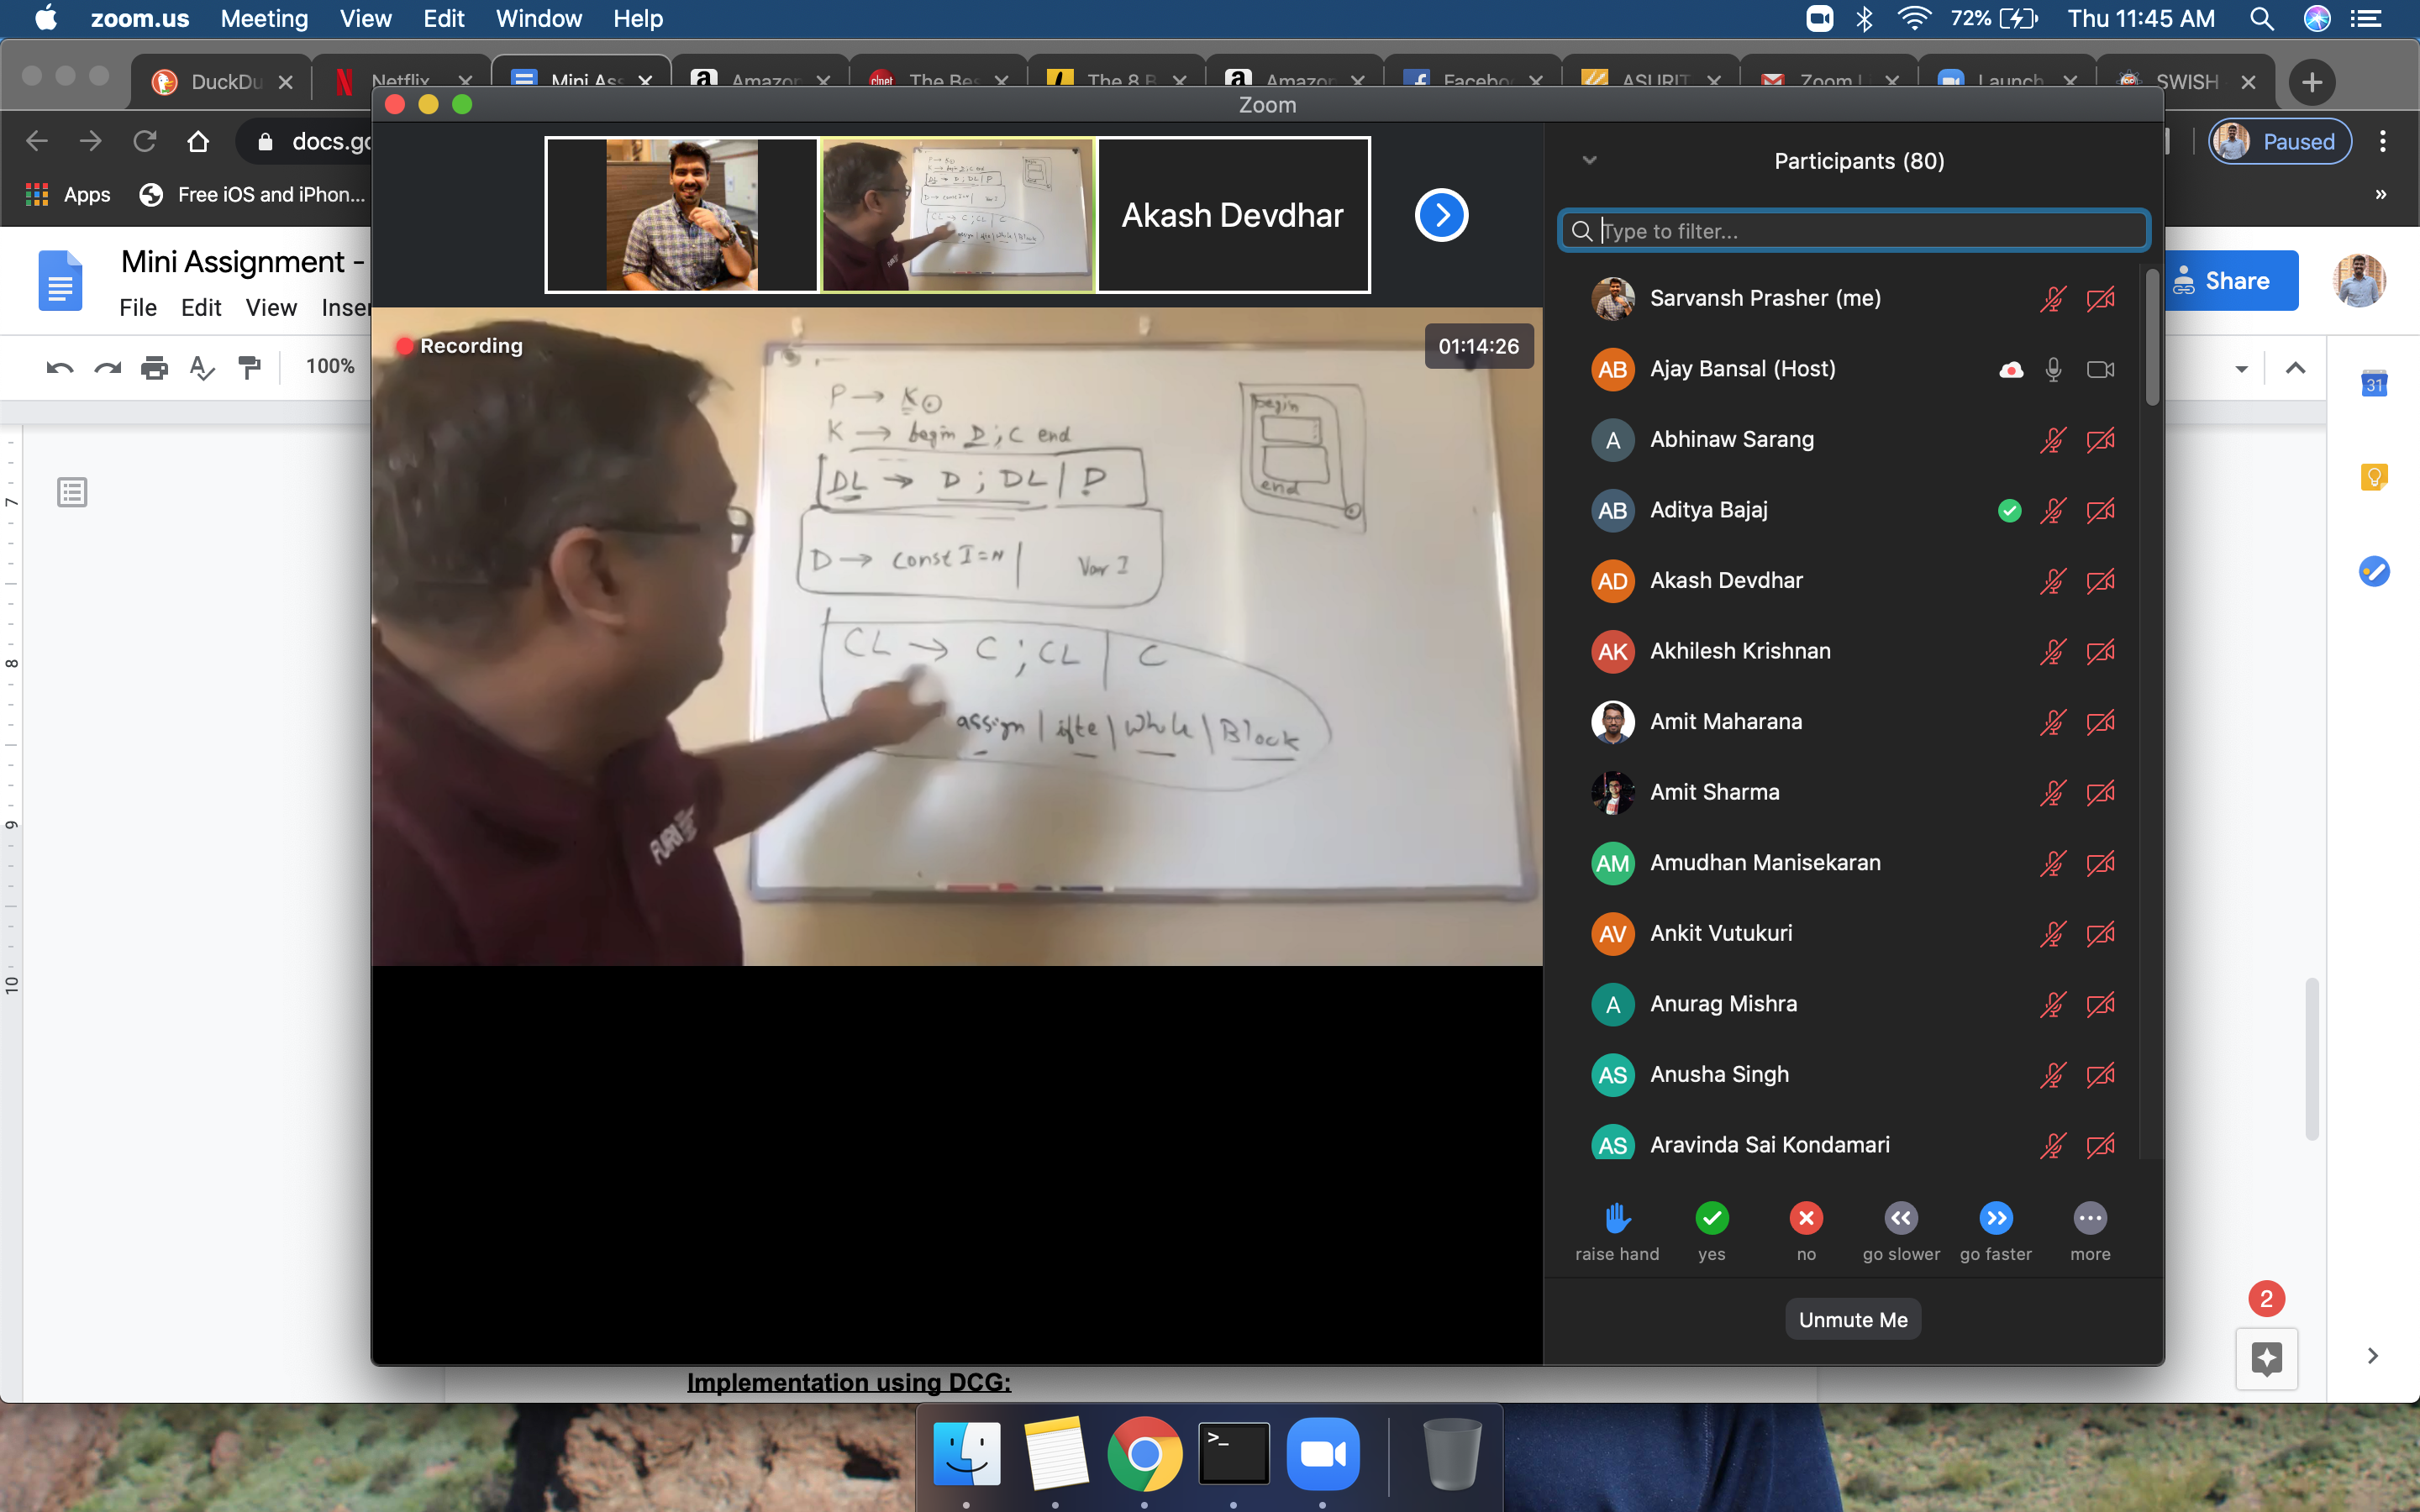 zoom.us Meeting View Edit Window Help 72% Thu 11:45 AM
DuckDu Netflix Mini Ass Amazor The Bes The 8 B Amazor Facebo ASURIT Zoom Launch SWISH
Zoom
docs.go
Paused
Apps Free iOS and iPhon...
Mini Assignment -
File Edit View Inser
Share
100%
31
7
8
9
10
Akash Devdhar
Recording
01:14:26
P → K.
K → begin D ; C end
DL → D ; DL | D
D → const I = N | Var I
CL → C ; CL | C
assign | ifte | while | Block
begin
end
FURI
Participants (80)
Type to filter...
Sarvansh Prasher (me)
AB Ajay Bansal (Host)
A Abhinaw Sarang
AB Aditya Bajaj
AD Akash Devdhar
AK Akhilesh Krishnan
Amit Maharana
Amit Sharma
AM Amudhan Manisekaran
AV Ankit Vutukuri
A Anurag Mishra
AS Anusha Singh
AS Aravinda Sai Kondamari
raise hand yes no go slower go faster more
Unmute Me
2
Implementation using DCG: